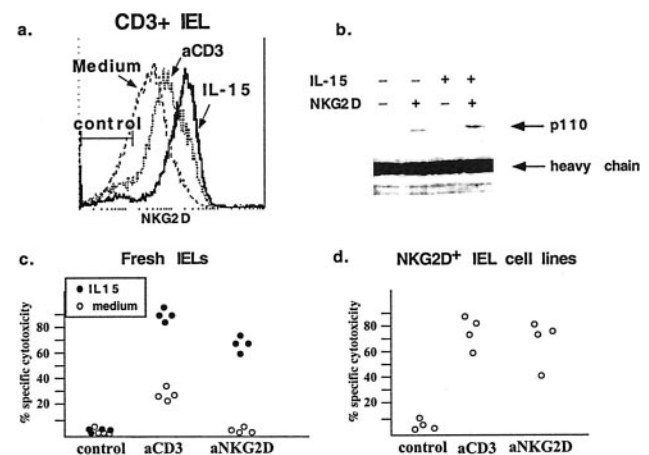 a.
CD3+ IEL
aCD3
Medium
IL-15
control
NKG2D
b.
IL-15 - - + +
NKG2D - + - +
p110
heavy chain
c.
Fresh IELs
IL15
medium
% specific cytotoxicity
80
60
40
20
control aCD3 aNKG2D
d.
NKG2D+ IEL cell lines
% specific cytotoxicity
80
60
40
20
control aCD3 aNKG2D